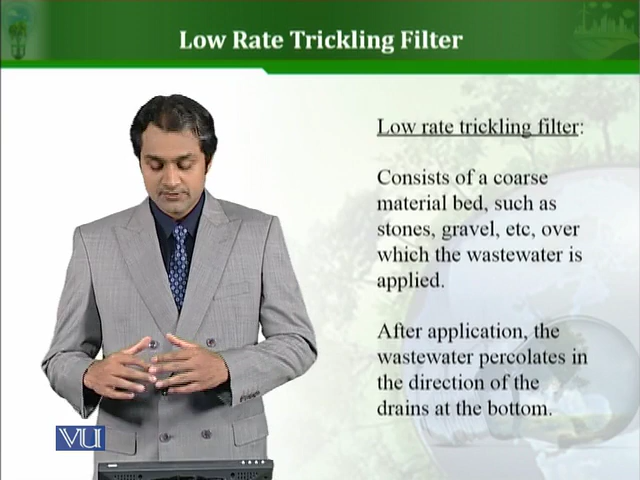 Low Rate Trickling Filter
Low rate trickling filter:
Consists of a coarse
material bed, such as
stones, gravel, etc, over
which the wastewater is
applied.
After application, the
wastewater percolates in
the direction of the
drains at the bottom.
VU